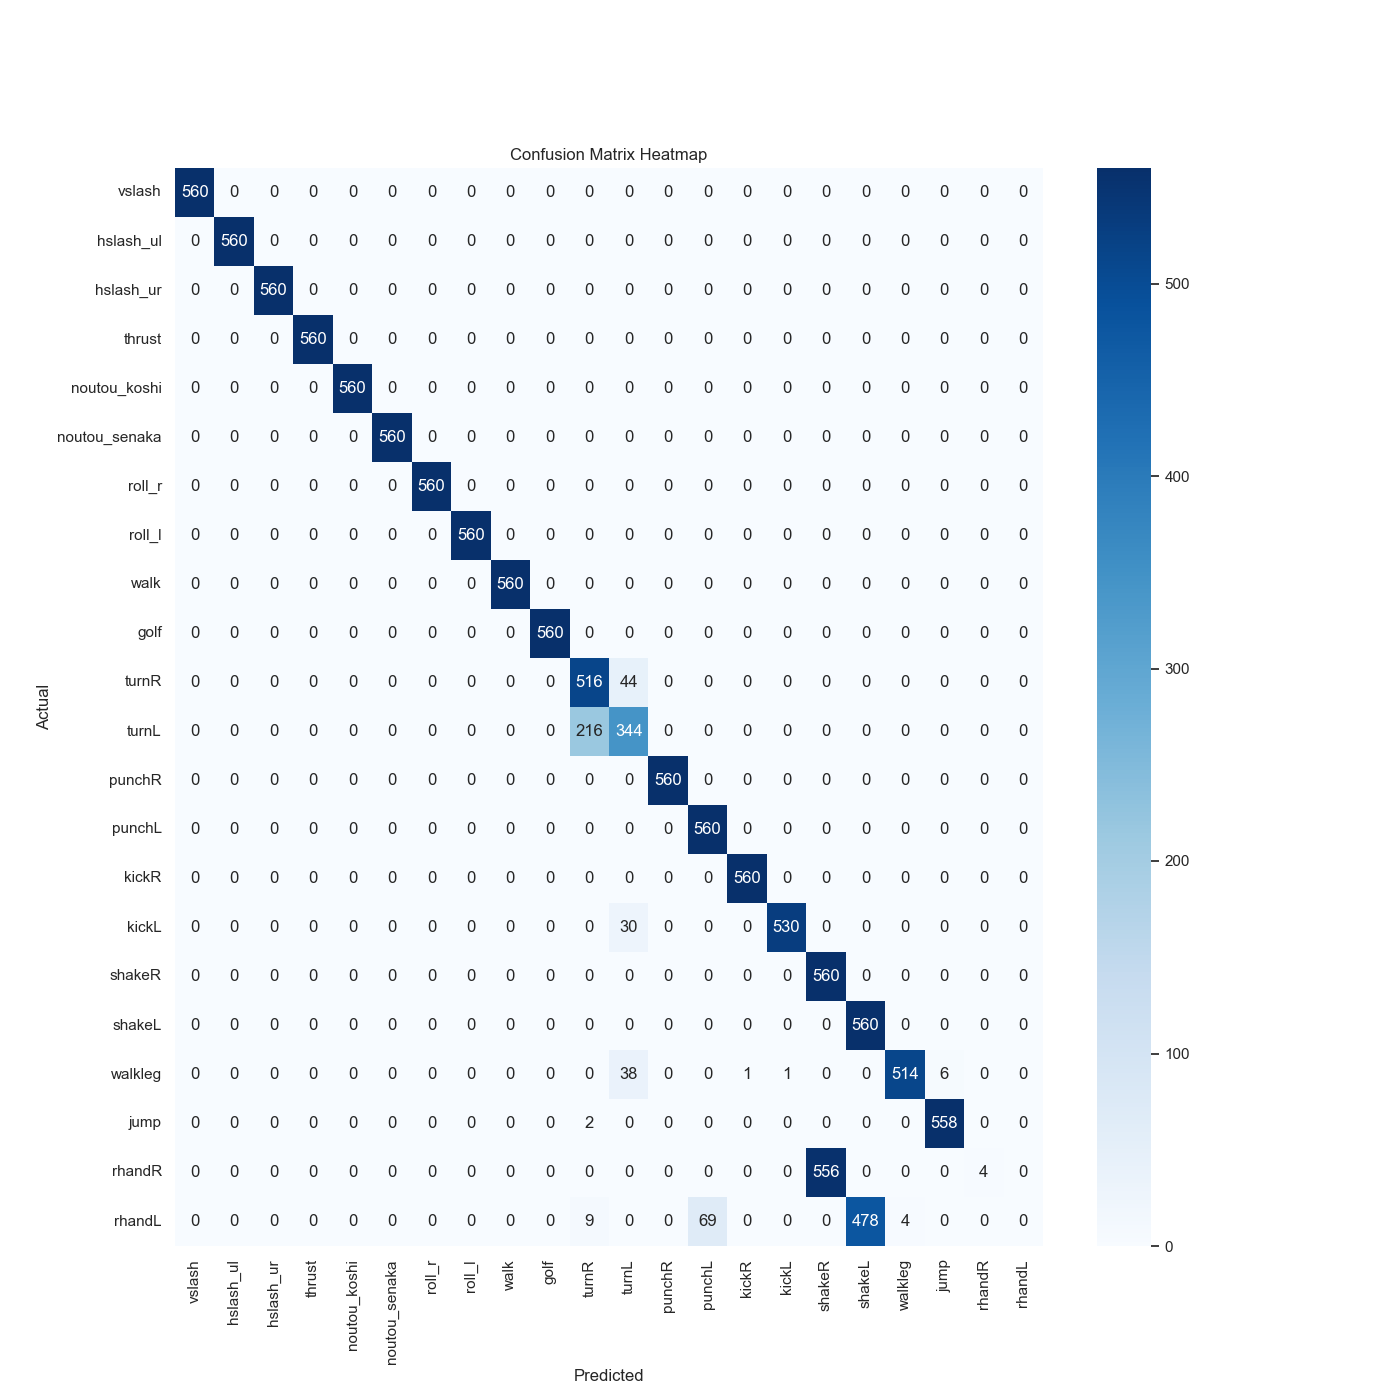 Confusion Matrix Heatmap
vslash 560 0 0 0 0 0 0 0 0 0 0 0 0 0 0 0 0 0 0 0 0 0
hslash_ul 0 560 0 0 0 0 0 0 0 0 0 0 0 0 0 0 0 0 0 0 0 0
hslash_ur 0 0 560 0 0 0 0 0 0 0 0 0 0 0 0 0 0 0 0 0 0 0
thrust 0 0 0 560 0 0 0 0 0 0 0 0 0 0 0 0 0 0 0 0 0 0
noutou_koshi 0 0 0 0 560 0 0 0 0 0 0 0 0 0 0 0 0 0 0 0 0 0
noutou_senaka 0 0 0 0 0 560 0 0 0 0 0 0 0 0 0 0 0 0 0 0 0 0
roll_r 0 0 0 0 0 0 560 0 0 0 0 0 0 0 0 0 0 0 0 0 0 0
roll_l 0 0 0 0 0 0 0 560 0 0 0 0 0 0 0 0 0 0 0 0 0 0
walk 0 0 0 0 0 0 0 0 560 0 0 0 0 0 0 0 0 0 0 0 0 0
golf 0 0 0 0 0 0 0 0 0 560 0 0 0 0 0 0 0 0 0 0 0 0
turnR 0 0 0 0 0 0 0 0 0 0 516 44 0 0 0 0 0 0 0 0 0 0
turnL 0 0 0 0 0 0 0 0 0 0 216 344 0 0 0 0 0 0 0 0 0 0
punchR 0 0 0 0 0 0 0 0 0 0 0 0 560 0 0 0 0 0 0 0 0 0
punchL 0 0 0 0 0 0 0 0 0 0 0 0 0 560 0 0 0 0 0 0 0 0
kickR 0 0 0 0 0 0 0 0 0 0 0 0 0 0 560 0 0 0 0 0 0 0
kickL 0 0 0 0 0 0 0 0 0 0 0 30 0 0 0 530 0 0 0 0 0 0
shakeR 0 0 0 0 0 0 0 0 0 0 0 0 0 0 0 0 560 0 0 0 0 0
shakeL 0 0 0 0 0 0 0 0 0 0 0 0 0 0 0 0 0 560 0 0 0 0
walkleg 0 0 0 0 0 0 0 0 0 0 0 38 0 0 1 1 0 0 514 6 0 0
jump 0 0 0 0 0 0 0 0 0 0 2 0 0 0 0 0 0 0 0 558 0 0
rhandR 0 0 0 0 0 0 0 0 0 0 0 0 0 0 0 0 556 0 0 0 4 0
rhandL 0 0 0 0 0 0 0 0 0 0 9 0 0 69 0 0 0 478 4 0 0 0
Actual
vslash
hslash_ul
hslash_ur
thrust
noutou_koshi
noutou_senaka
roll_r
roll_l
walk
golf
turnR
turnL
punchR
punchL
kickR
kickL
shakeR
shakeL
walkleg
jump
rhandR
rhandL
Predicted
500
400
300
200
100
0